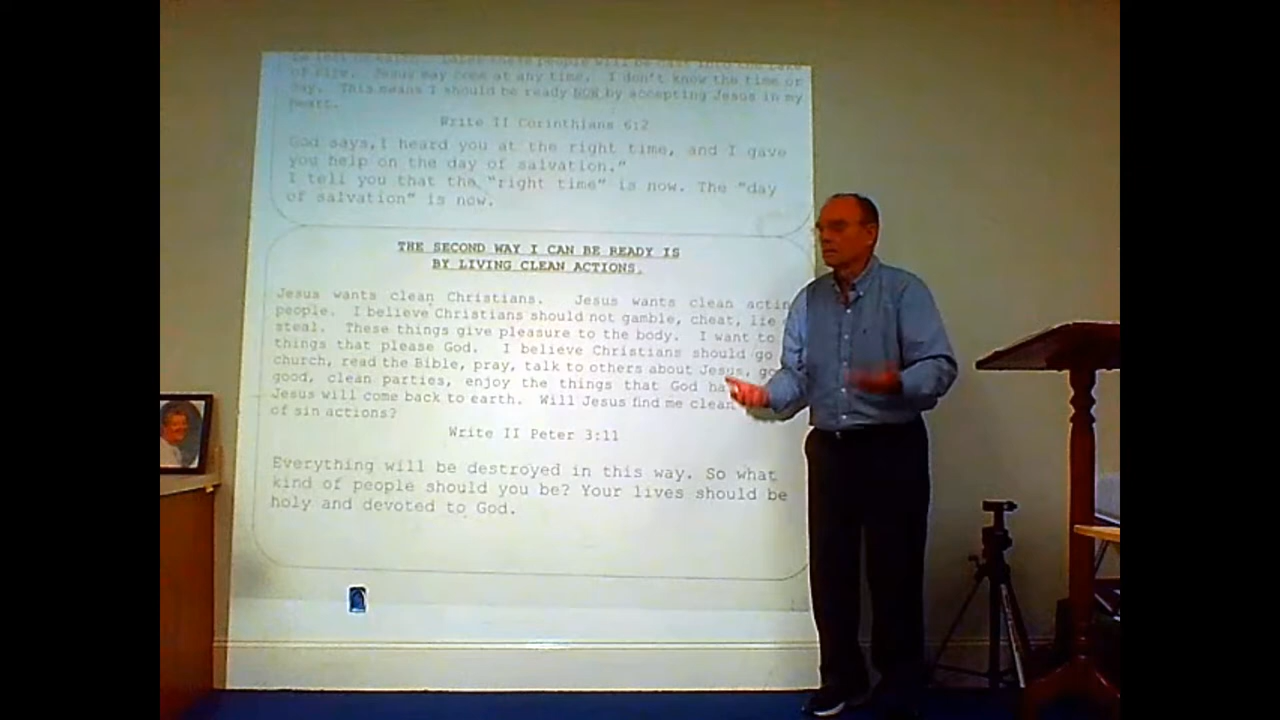 of fire. Jesus may come at any time. I don't know the time or
day. This means I should be ready NOW by accepting Jesus in my
heart.
Write II Corinthians 6:2
God says, I heard you at the right time, and I gave
you help on the day of salvation."
I tell you that the "right time" is now. The "day
of salvation" is now.
THE SECOND WAY I CAN BE READY IS
BY LIVING CLEAN ACTIONS.
Jesus wants clean Christians. Jesus wants clean actin
people. I believe Christians should not gamble, cheat, lie
steal. These things give pleasure to the body. I want to
things that please God. I believe Christians should go
church, read the Bible, pray, talk to others about Jesus, go
good, clean parties, enjoy the things that God ha
Jesus will come back to earth. Will Jesus find me clean
of sin actions?
Write II Peter 3:11
Everything will be destroyed in this way. So what
kind of people should you be? Your lives should be
holy and devoted to God.